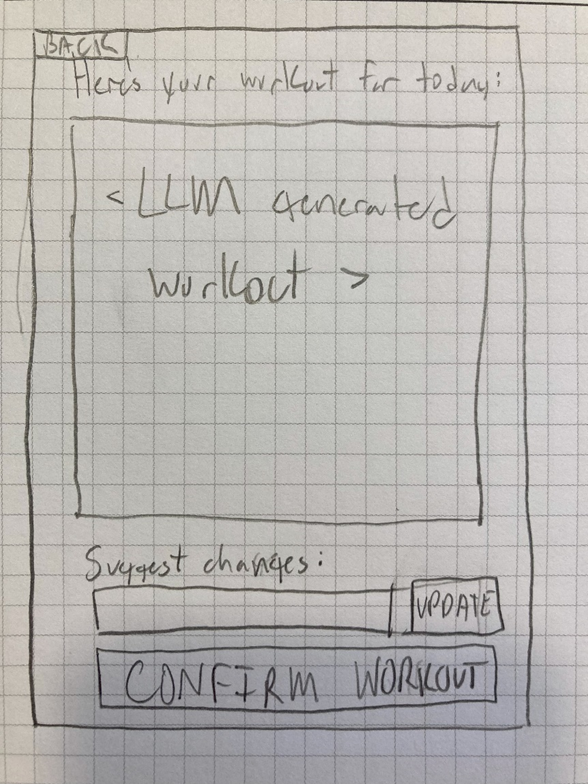 BACK
Here's your workout for today:
<LLM generated
workout >
Suggest changes:
UPDATE
CONFIRM WORKOUT